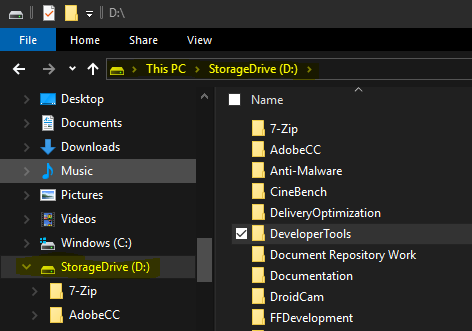 D:\
File Home Share View
This PC > StorageDrive (D:) >
Desktop
Documents
Downloads
Music
Pictures
Videos
Windows (C:)
StorageDrive (D:)
7-Zip
AdobeCC
Name
7-Zip
AdobeCC
Anti-Malware
CineBench
DeliveryOptimization
DeveloperTools
Document Repository Work
Documentation
DroidCam
FFDevelopment